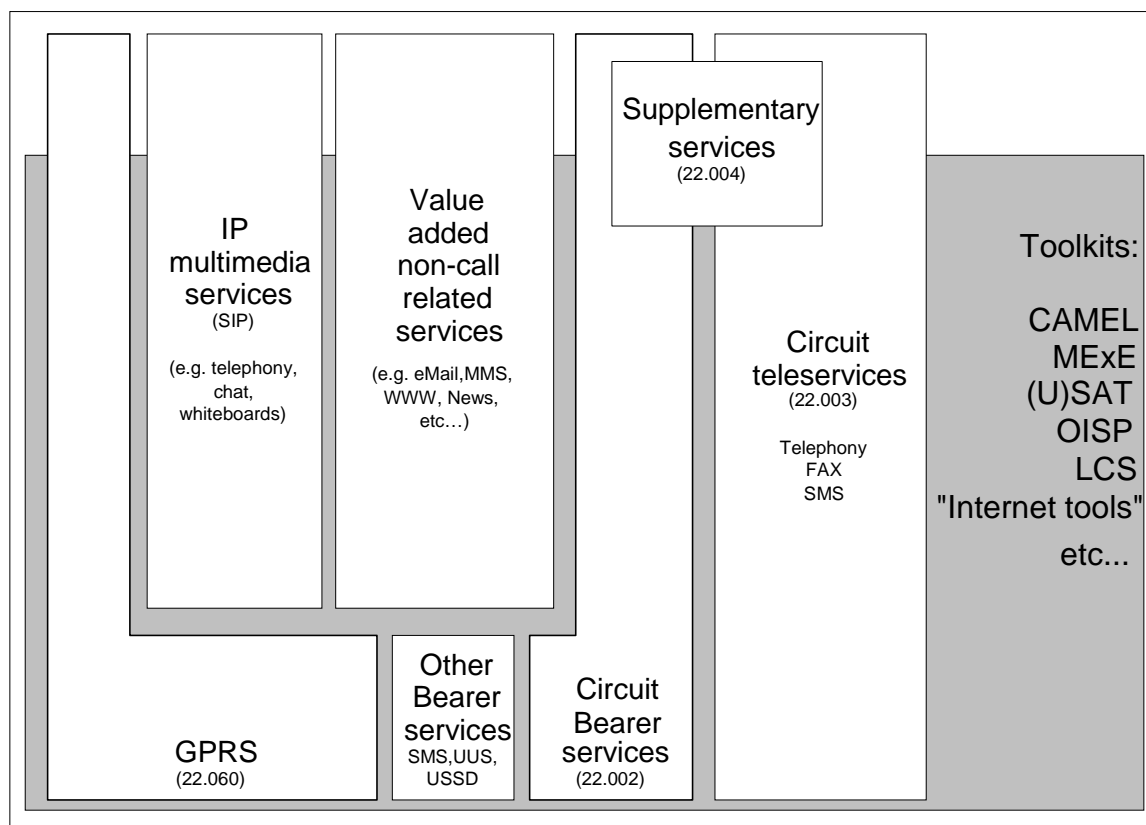 Supplementary
services
(22.004)
IP
multimedia
services
(SIP)
(e.g. telephony,
chat,
whiteboards)
Value
added
non-call
related
services
(e.g. eMail,MMS,
WWW, News,
etc…)
Circuit
teleservices
(22.003)
Telephony
FAX
SMS
Toolkits:
CAMEL
MExE
(U)SAT
OISP
LCS
"Internet tools"
etc...
GPRS
(22.060)
Other
Bearer
services
SMS,UUS,
USSD
Circuit
Bearer
services
(22.002)